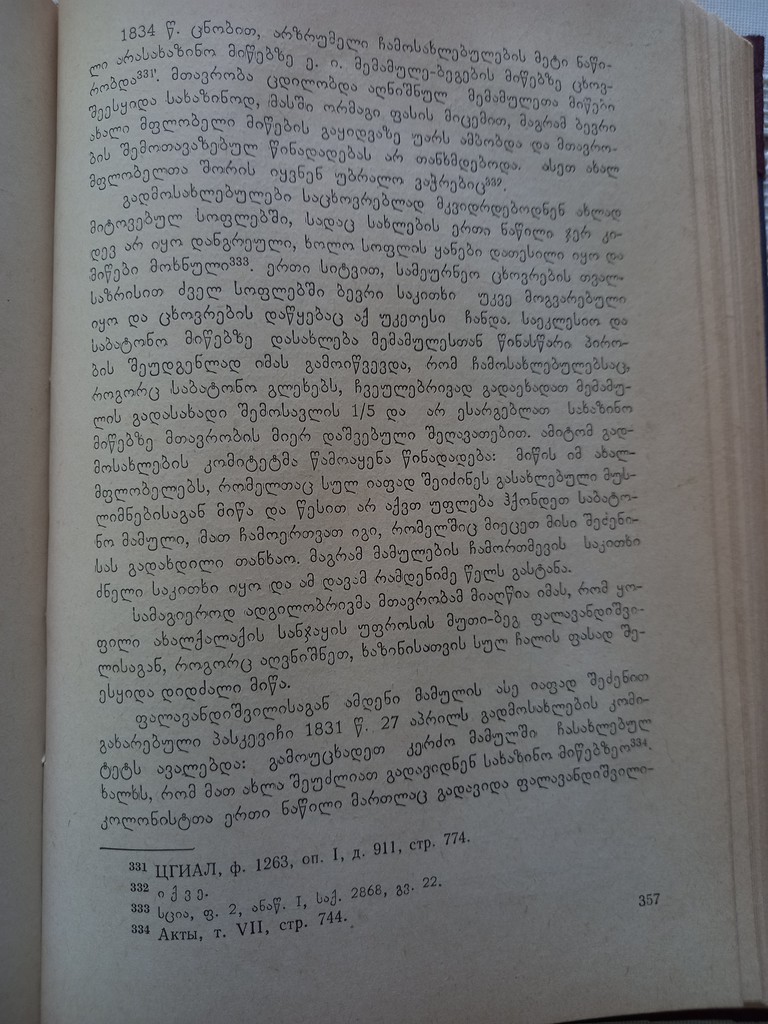 1834 წ. ცნობით, არზრუმელი ჩამოსახლებულების მეტი ნაწი-
ლი არასახაზინო მიწებზე ე. ი. მემამულე-ბეგების მიწებზე ცხოვ-
რობდა³³¹. მთავრობა ცდილობდა აღნიშნულ მემამულეთა მიწები
შეესყიდა სახაზინოდ, მასში ორმაგი ფასის მიცემით, მაგრამ ბევრი
ახალი მფლობელი მიწების გაყიდვაზე უარს ამბობდა და მთავრო-
ბის შემოთავაზებულ წინადადებას არ თანხმდებოდა. ასეთ ახალ
მფლობელთა შორის იყვნენ უბრალო ვაჭრებიც³³².
გადმოსახლებულები საცხოვრებლად მკვიდრდებოდნენ ახლად
მიტოვებულ სოფლებში, სადაც სახლების ერთი ნაწილი ჯერ კი-
დევ არ იყო დანგრეული, ხოლო სოფლის ყანები დათესილი იყო და
მიწები მოხნული³³³. ერთი სიტვით, სამეურნეო ცხოვრების თვალ-
საზრისით ძველ სოფლებში ბევრი საკითხი უკვე მოგვარებული
იყო და ცხოვრების დაწყებაც აქ უკეთესი ჩანდა. საეკლესიო და
საბატონო მიწებზე დასახლება მემამულესთან წინასწარი პირო-
ბის შეუდგენლად იმას გამოიწვევდა, რომ ჩამოსახლებულებსაც,
როგორც საბატონო გლეხებს, ჩვეულებრივად გადაეხადათ მემამუ-
ლის გადასახადი შემოსავლის 1/5 და არ ესარგებლათ სახაზინო
მიწებზე მთავრობის მიერ დაშვებული შეღავათებით. ამიტომ გად-
მოსახლების კომიტეტმა წამოაყენა წინადადება: მიწის იმ ახალ-
მფლობელებს, რომელთაც სულ იაფად შეიძინეს გასახლებული მუს-
ლიმნებისაგან მიწა და წესით არ აქვთ უფლება ჰქონდეთ საბატო-
ნო მამული, მათ ჩამოერთვათ იგი, რომელშიც მიეცეთ მისი შეძენი-
სას გადახდილი თანხაო. მაგრამ მამულების ჩამორთმევის საკითხი
ძნელი საკითხი იყო და ამ დავამ რამდენიმე წელს გასტანა.
სამაგიეროდ ადგილობრივმა მთავრობამ მიაღწია იმას, რომ ყო-
ფილი ახალქალაქის სანჯაყის უფროსის მუთი-ბეგ ფალავანდიშვი-
ლისაგან, როგორც აღვნიშნეთ, ხაზინისათვის სულ ჩალის ფასად შე-
ესყიდა დიდძალი მიწა.
ფალავანდიშვილისაგან ამდენი მამულის ასე იაფად შეძენით
გახარებული პასკევიჩი 1831 წ. 27 აპრილს გადმოსახლების კომი-
ტეტს ავალებდა: გამოუცხადეთ კერძო მამულში ჩასახლებულ
ხალხს, რომ მათ ახლა შეუძლიათ გადავიდნენ სახაზინო მიწებზეო³³⁴.
კოლონისტთა ერთი ნაწილი მართლაც გადავიდა ფალავანდიშვილი-
³³¹ ЦГИАЛ, ф. 1263, оп. I, д. 911, стр. 774.
³³² იქვე.
³³³ სცია, ფ. 2, ანაწ. I, საქ. 2868, გვ. 22.
³³⁴ Акты, т. VII, стр. 744.
357